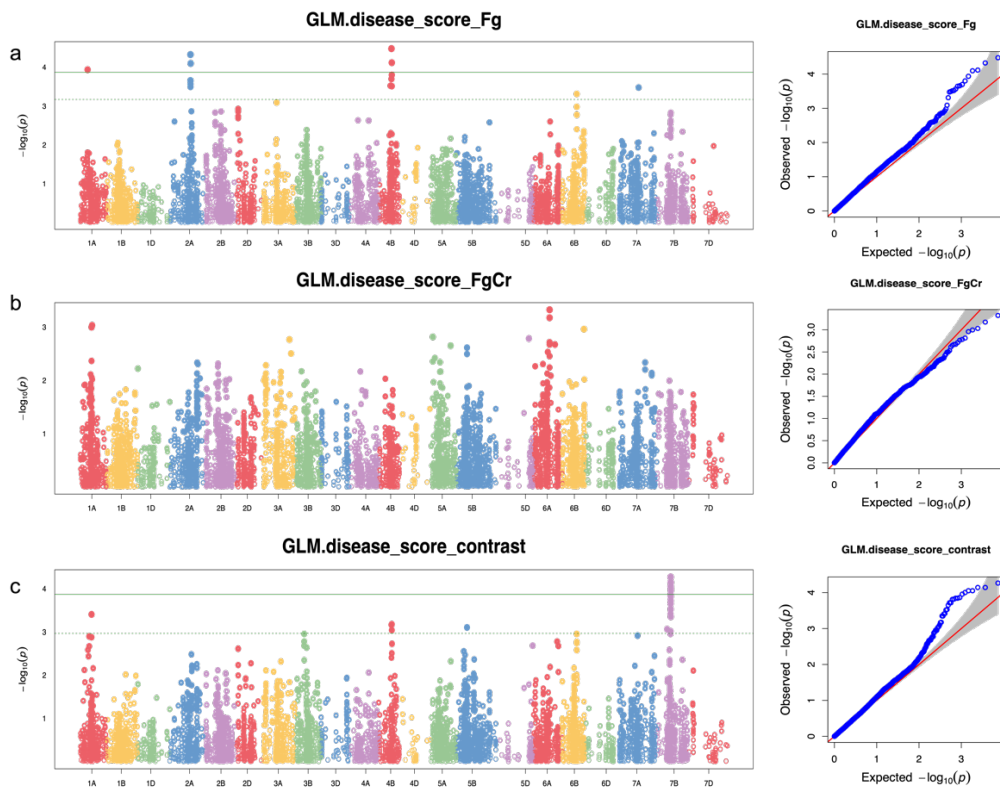 GLM.disease_score_Fg
a
−log10(p)
4
3
2
1
1A 1B 1D 2A 2B 2D 3A 3B 3D 4A 4B 4D 5A 5B 5D 6A 6B 6D 7A 7B 7D
GLM.disease_score_Fg
Observed −log10(p)
4
3
2
1
0
0 1 2 3
Expected −log10(p)
GLM.disease_score_FgCr
b
−log10(p)
3
2
1
1A 1B 1D 2A 2B 2D 3A 3B 3D 4A 4B 4D 5A 5B 5D 6A 6B 6D 7A 7B 7D
GLM.disease_score_FgCr
Observed −log10(p)
3.0
2.5
2.0
1.5
1.0
0.5
0.0
0 1 2 3
Expected −log10(p)
GLM.disease_score_contrast
c
−log10(p)
4
3
2
1
1A 1B 1D 2A 2B 2D 3A 3B 3D 4A 4B 4D 5A 5B 5D 6A 6B 6D 7A 7B 7D
GLM.disease_score_contrast
Observed −log10(p)
4
3
2
1
0
0 1 2 3
Expected −log10(p)